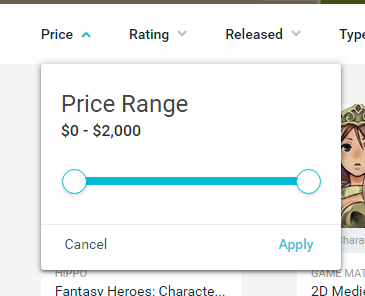 Price Rating Released Type
Price Range
$0 - $2,000
Cancel Apply
HIPPO GAME MAT
Fantasy Heroes: Characte... 2D Medie